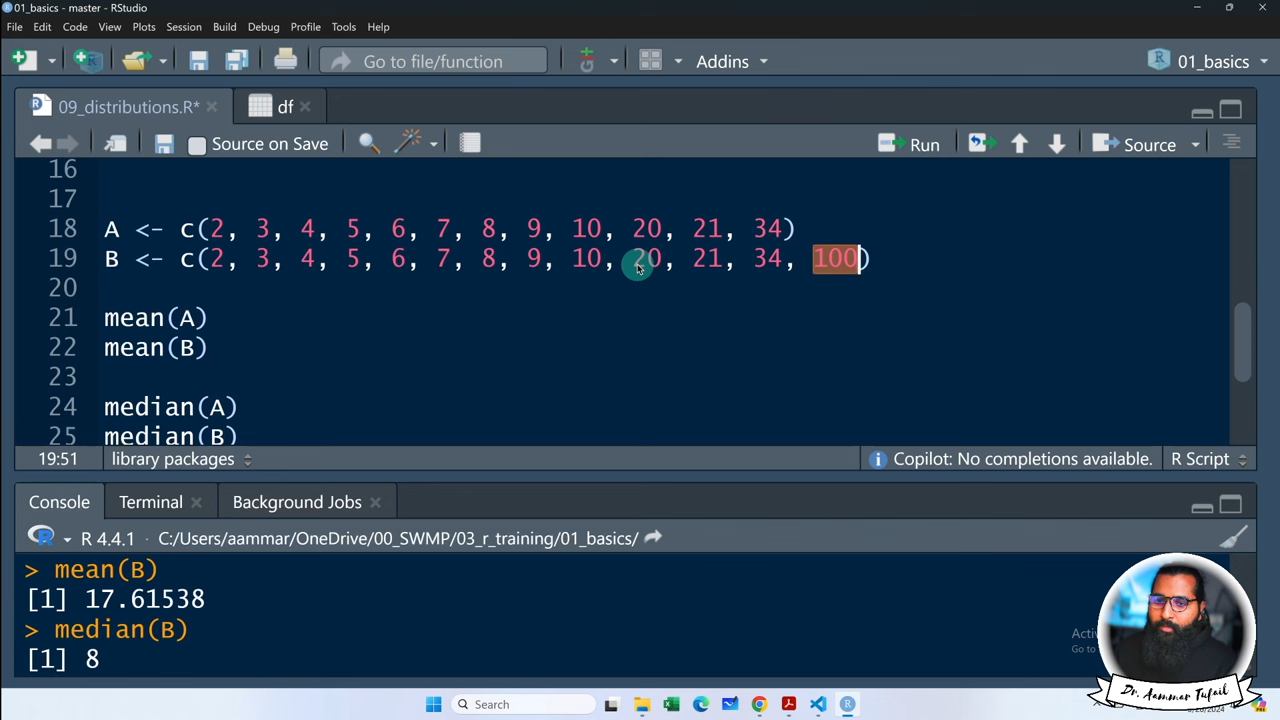 01_basics - master - RStudio
File Edit Code View Plots Session Build Debug Profile Tools Help
Go to file/function Addins 01_basics
09_distributions.R* df
Source on Save Run Source
16
17
18 A <- c(2, 3, 4, 5, 6, 7, 8, 9, 10, 20, 21, 34)
19 B <- c(2, 3, 4, 5, 6, 7, 8, 9, 10, 20, 21, 34, 100)
20
21 mean(A)
22 mean(B)
23
24 median(A)
25 median(B)
19:51 library packages Copilot: No completions available. R Script
Console Terminal Background Jobs
R 4.4.1 · C:/Users/aammar/OneDrive/00_SWMP/03_r_training/01_basics/
> mean(B)
[1] 17.61538
> median(B)
[1] 8
Go to
Search
Dr. Aammar Tufail